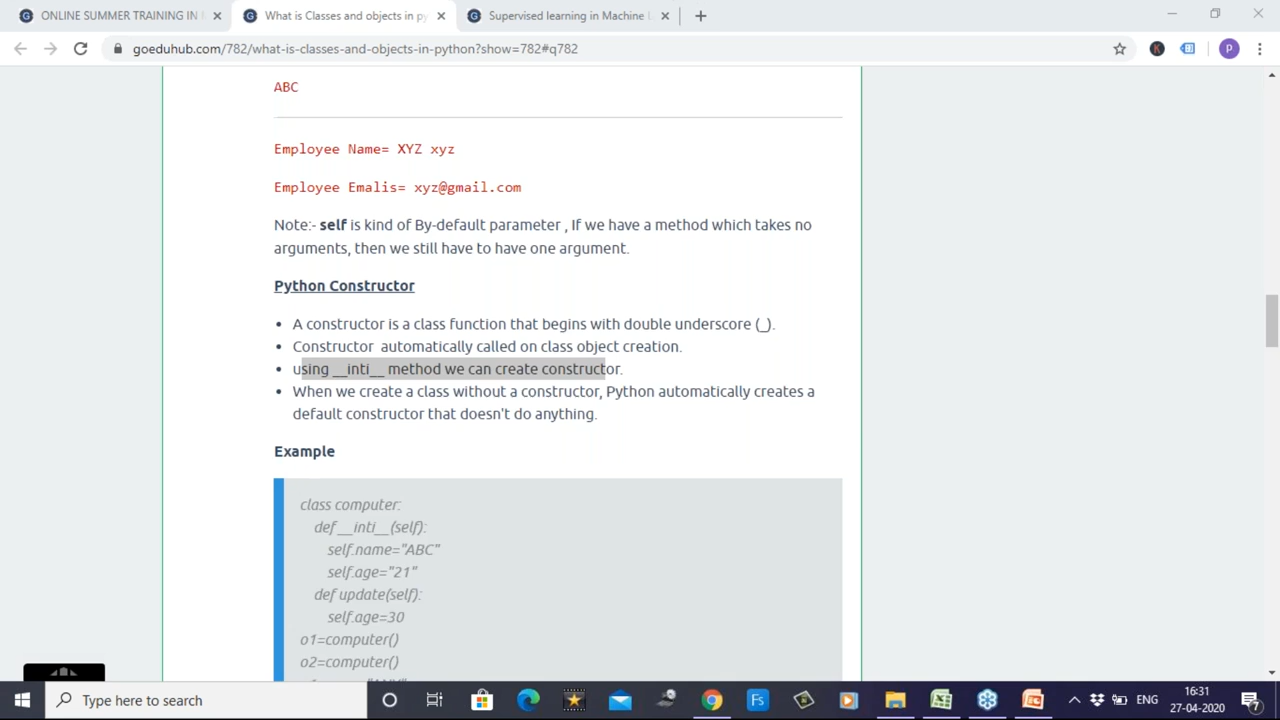 ONLINE SUMMER TRAINING IN
What is Classes and objects in py
Supervised learning in Machine
goeduhub.com/782/what-is-classes-and-objects-in-python?show=782#q782
P
ABC
Employee Name= XYZ xyz
Employee Emalis= xyz@gmail.com
Note:- self is kind of By-default parameter , If we have a method which takes no
arguments, then we still have to have one argument.
Python Constructor
• A constructor is a class function that begins with double underscore (_).
• Constructor automatically called on class object creation.
• using __inti__ method we can create constructor.
• When we create a class without a constructor, Python automatically creates a
default constructor that doesn't do anything.
Example
class computer:
def __inti__(self):
self.name="ABC"
self.age="21"
def update(self):
self.age=30
o1=computer()
o2=computer()
Type here to search
ENG
16:31
27-04-2020
7